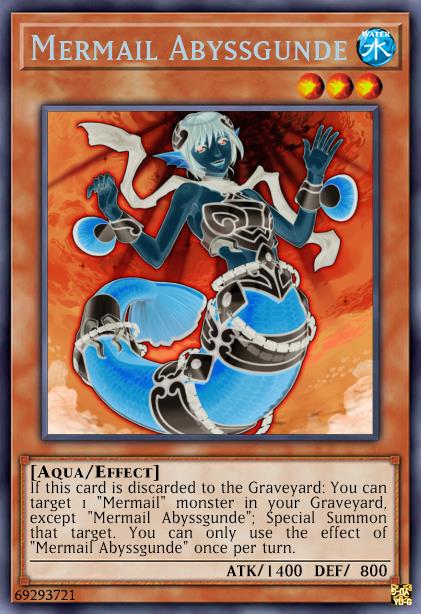 Mermail Abyssgunde
WATER
水
[Aqua/Effect]
If this card is discarded to the Graveyard: You can
target 1 "Mermail" monster in your Graveyard,
except "Mermail Abyssgunde"; Special Summon
that target. You can only use the effect of
"Mermail Abyssgunde" once per turn.
ATK/1400 DEF/ 800
69293721